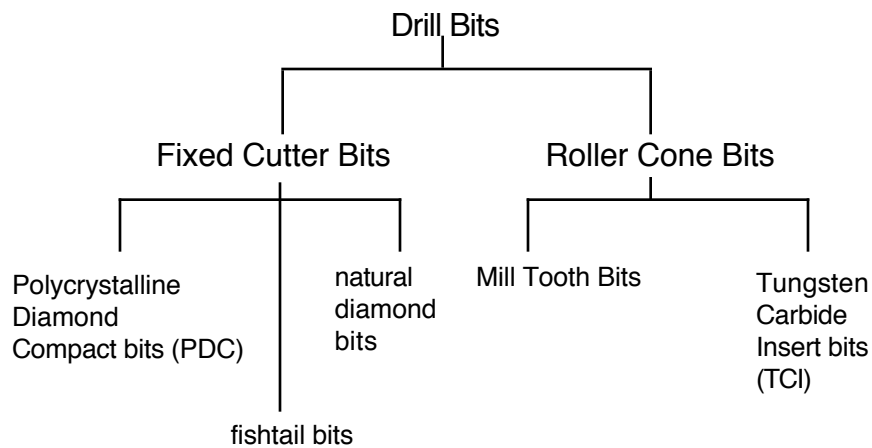 Drill Bits
Fixed Cutter Bits
Roller Cone Bits
Polycrystalline
Diamond
Compact bits (PDC)
natural
diamond
bits
Mill Tooth Bits
Tungsten
Carbide
Insert bits
(TCI)
fishtail bits